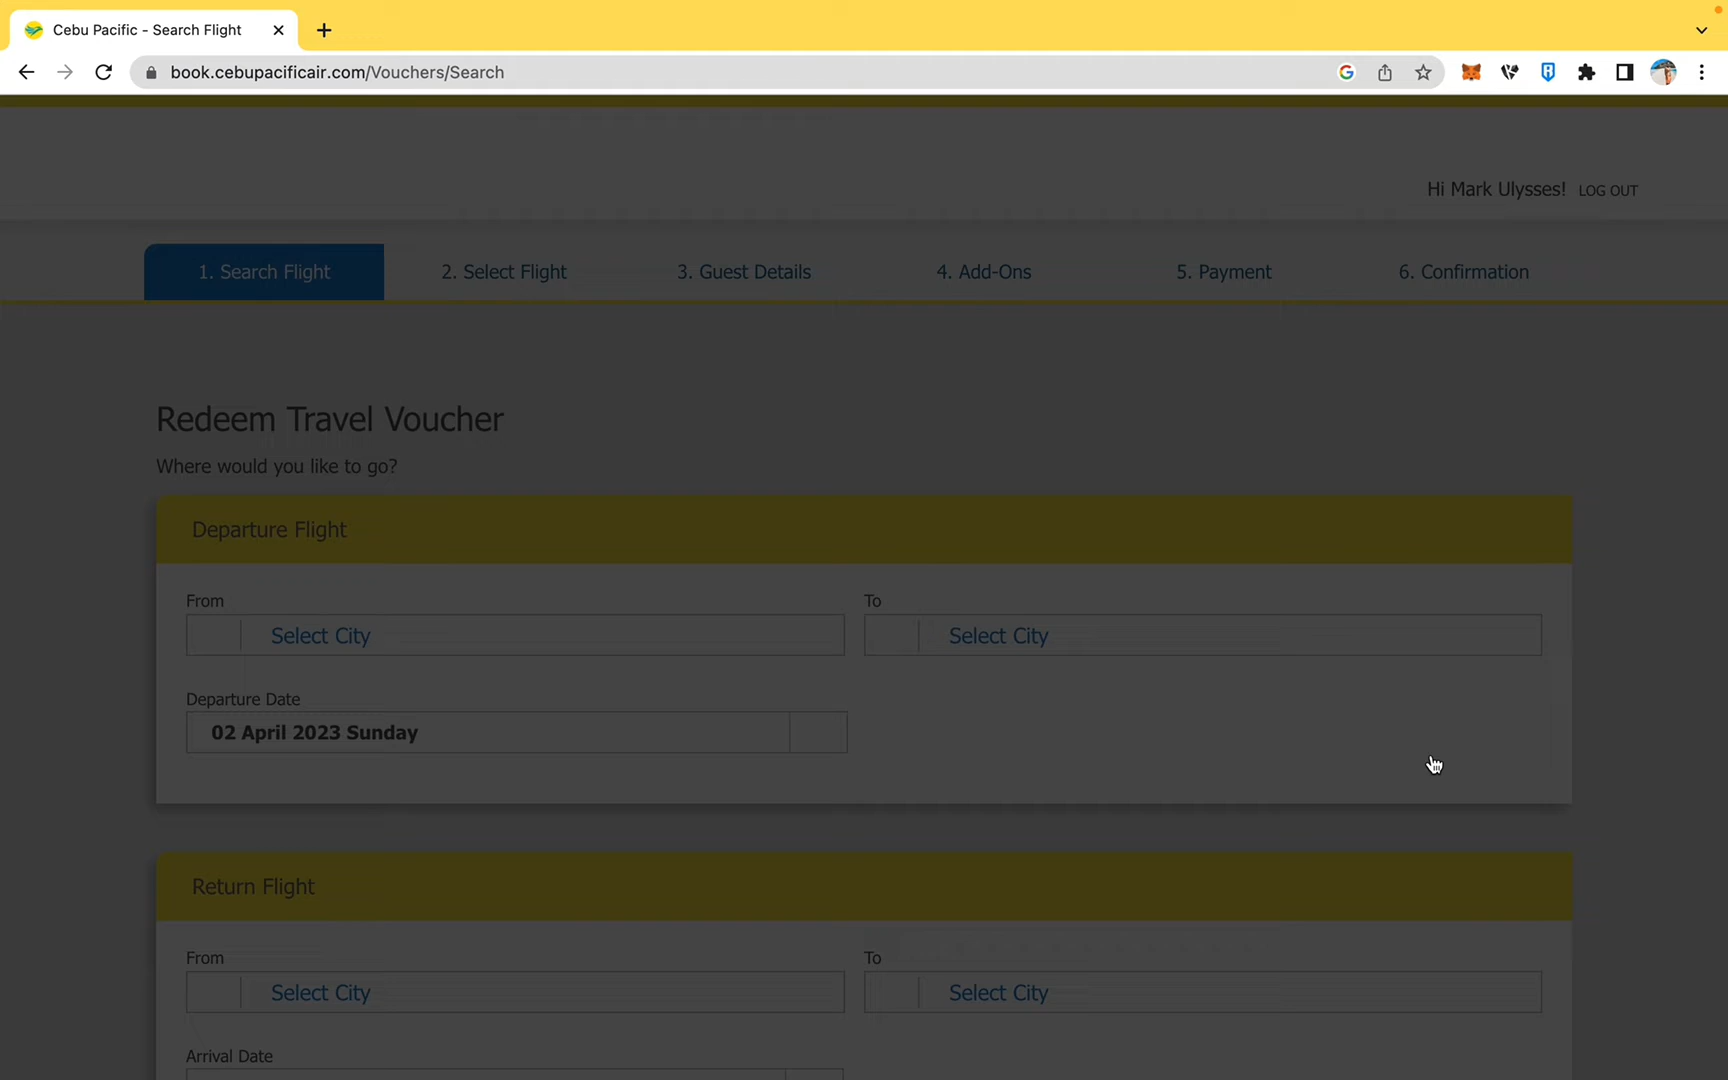 Cebu Pacific - Search Flight
book.cebupacificair.com/Vouchers/Search
Hi Mark Ulysses! LOG OUT
1. Search Flight
2. Select Flight
3. Guest Details
4. Add-Ons
5. Payment
6. Confirmation
Redeem Travel Voucher
Where would you like to go?
Departure Flight
From
To
Select City
Select City
Departure Date
02 April 2023 Sunday
Return Flight
From
To
Select City
Select City
Arrival Date